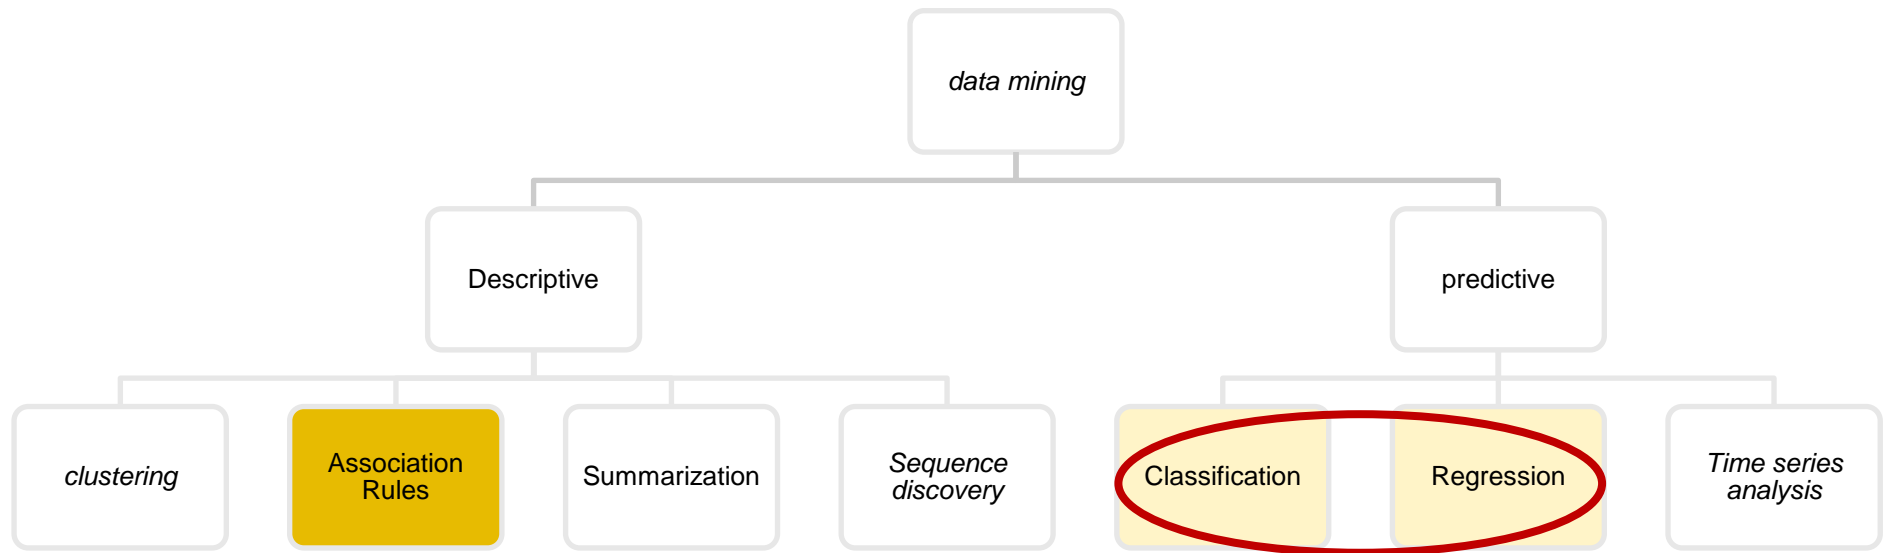 data mining
Descriptive
predictive
clustering
Association
Rules
Summarization
Sequence
discovery
Classification
Regression
Time series
analysis